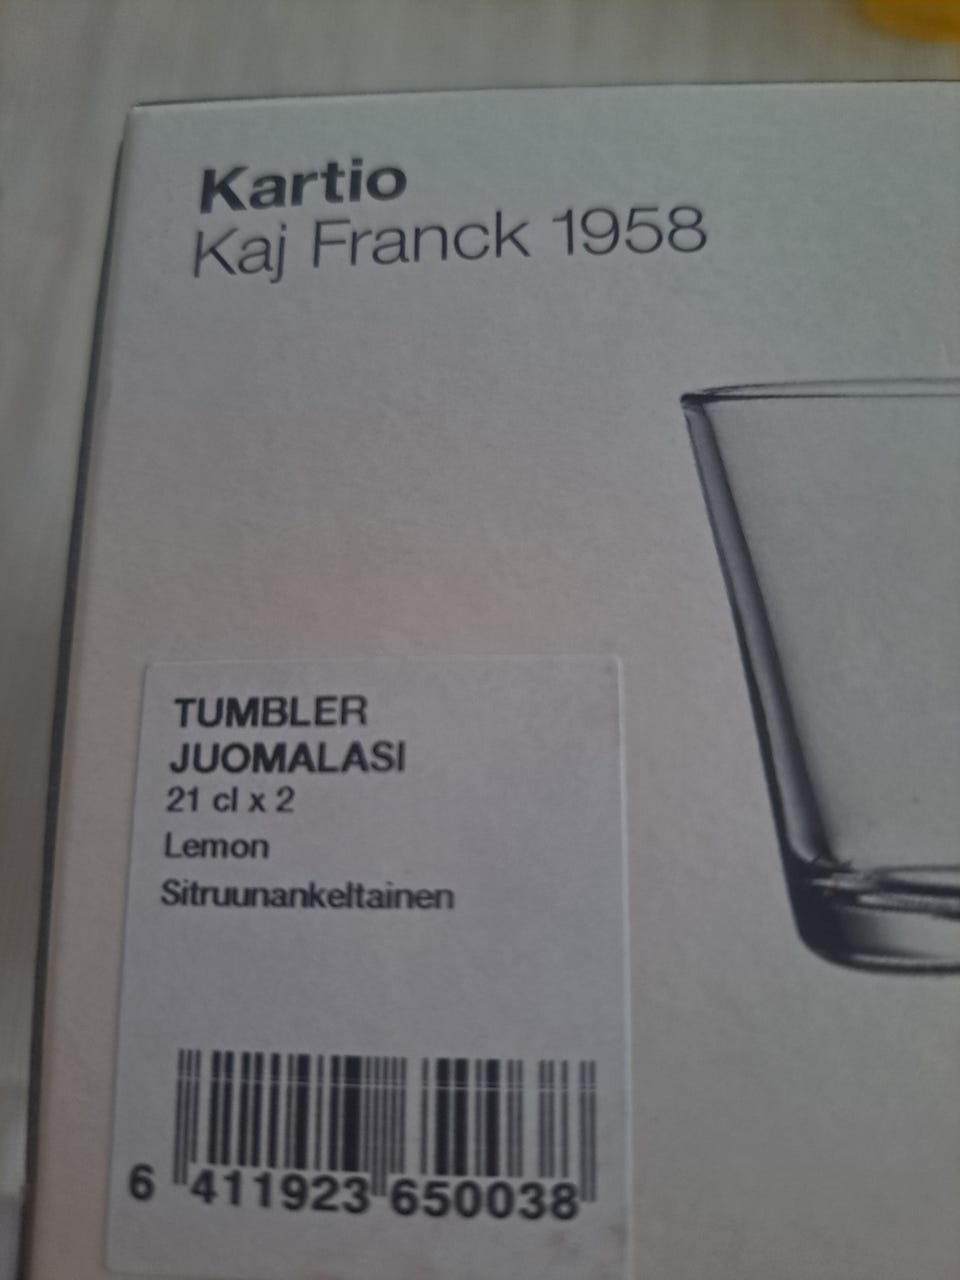 Kartio
Kaj Franck 1958
TUMBLER
JUOMALASI
21 cl x 2
Lemon
Sitruunankeltainen
6 411923 650038